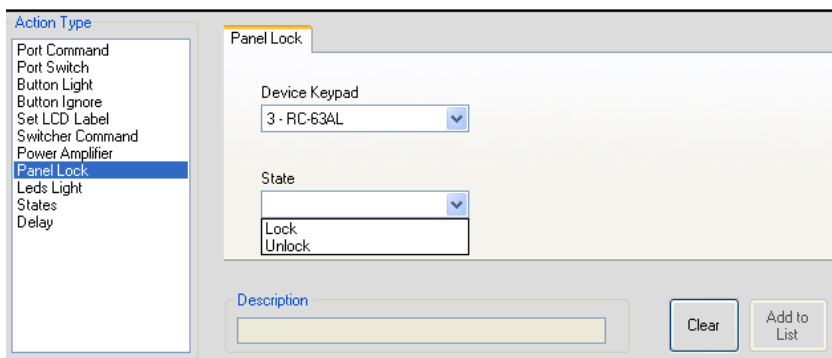 Action Type
Port Command
Port Switch
Button Light
Button Ignore
Set LCD Label
Switcher Command
Power Amplifier
Panel Lock
Leds Light
States
Delay
Panel Lock
Device Keypad
3 - RC-63AL
State
Lock
Unlock
Description
Clear
Add to
List